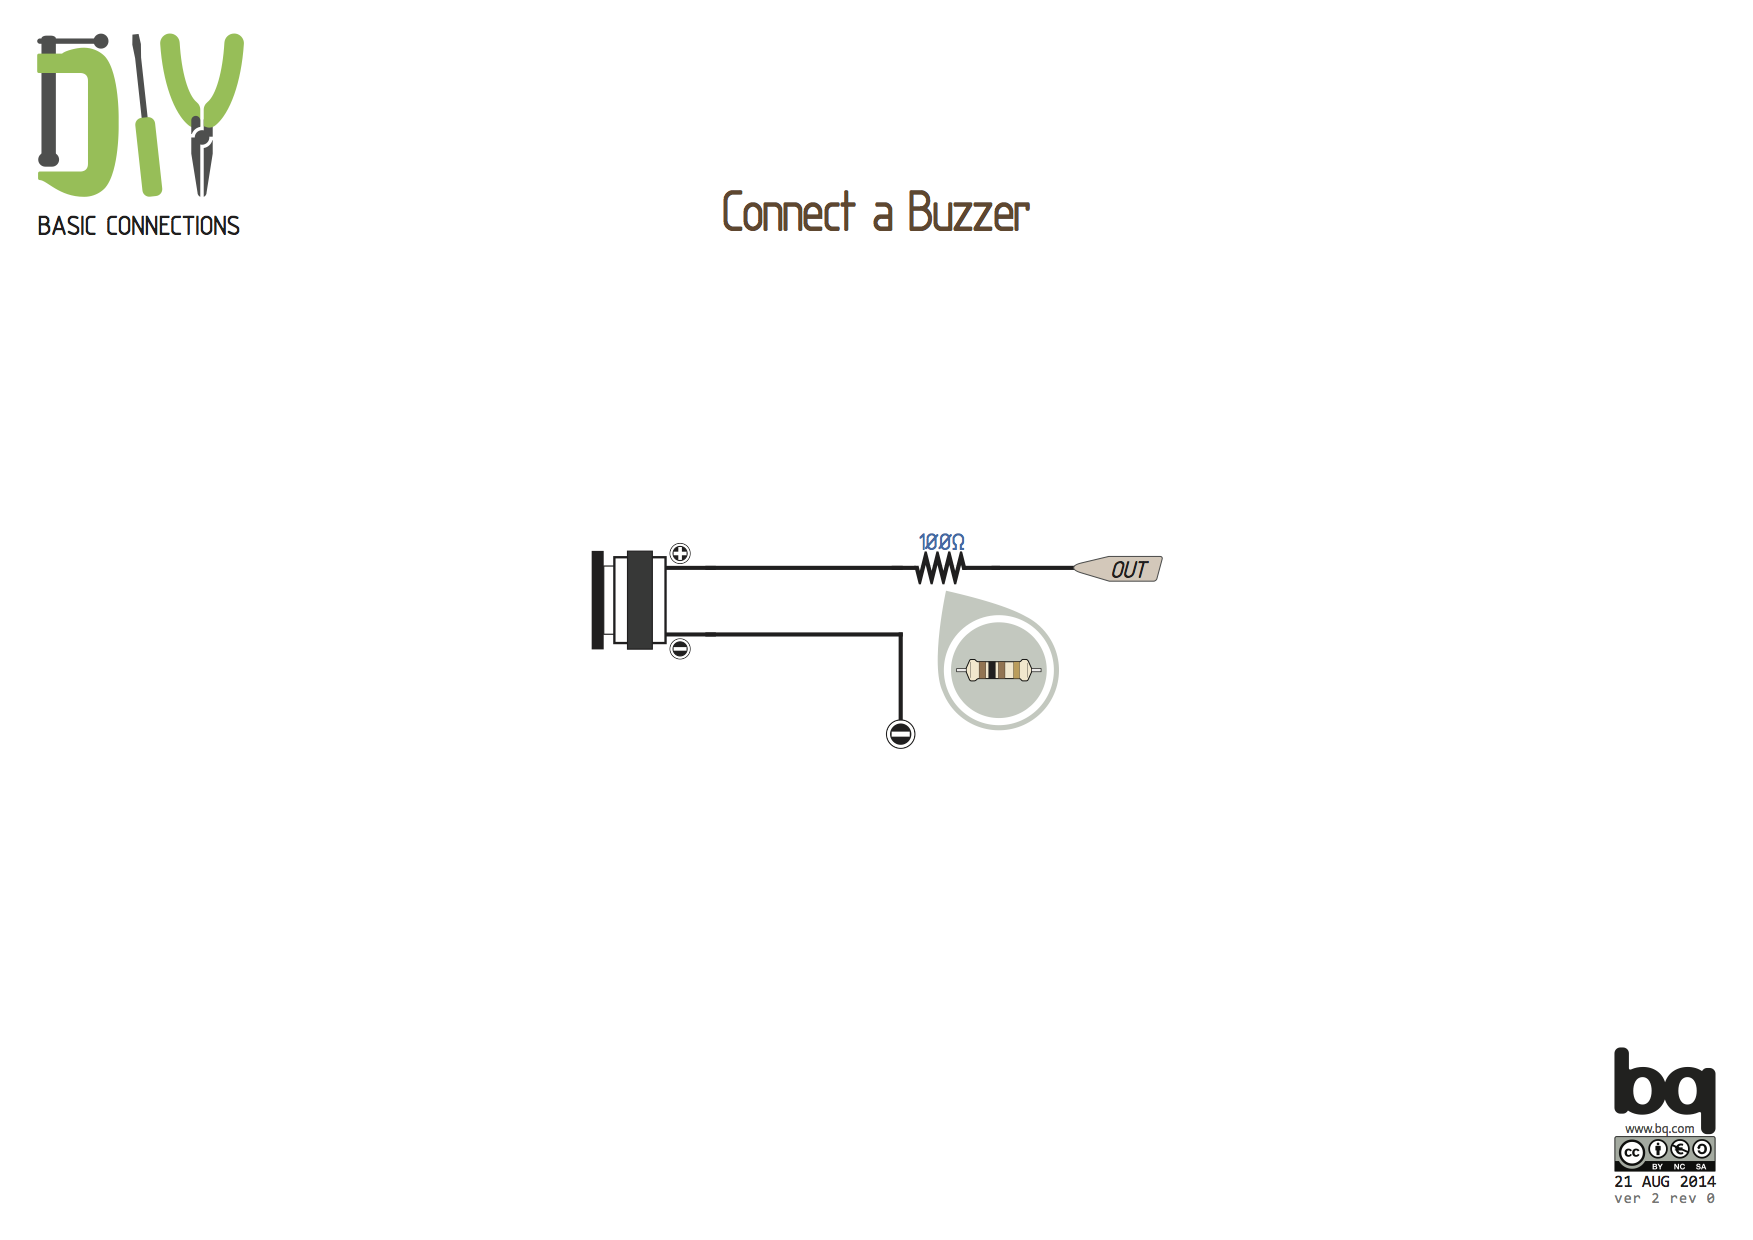 DIY
BASIC CONNECTIONS
Connect a Buzzer
100Ω
OUT
bq
www.bq.com
cc
BY NC SA
21 AUG 2014
ver 2 rev 0